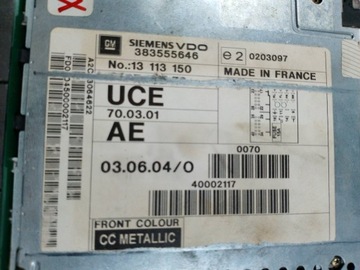 GM SIEMENS VDO
383555646
e2 0203097
No.: 13 113 150
MADE IN FRANCE
UCE
70.03.01
AE
03.06.04/0
0070
40002117
FRONT COLOUR
CC METALLIC